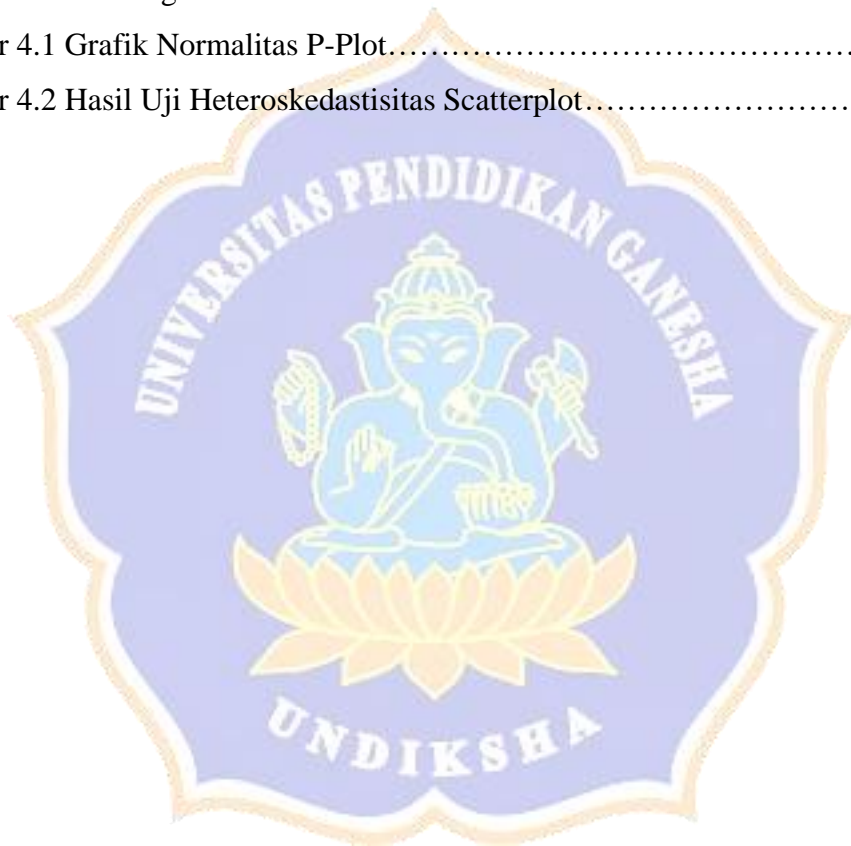 r 4.1 Grafik Normalitas P-Plot……………………………………
r 4.2 Hasil Uji Heteroskedastisitas Scatterplot……………………
UNIVERSITAS PENDIDIKAN GANESHA
UNDIKSHA